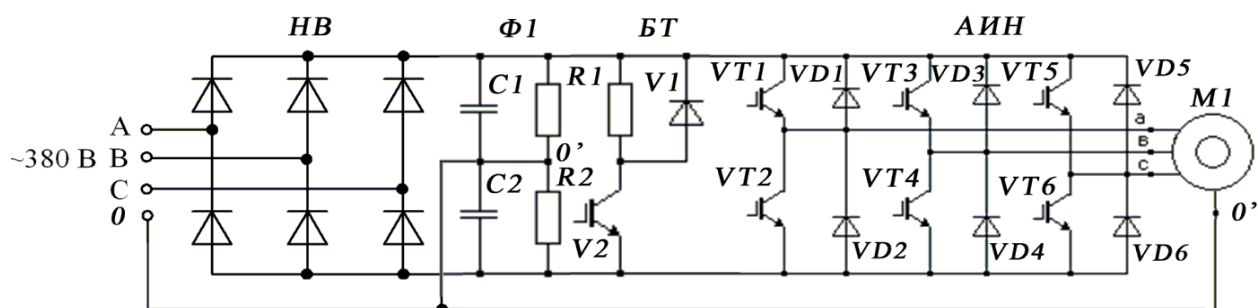 НВ Ф1 БТ АИН
C1 R1 V1 VT1 VD1 VT3 VD3 VT5 VD5
M1
A a
~380 В B в
C2 0' R2 VT2 VT4 VT6 c
C
0 V2 VD2 VD4 VD6 0'